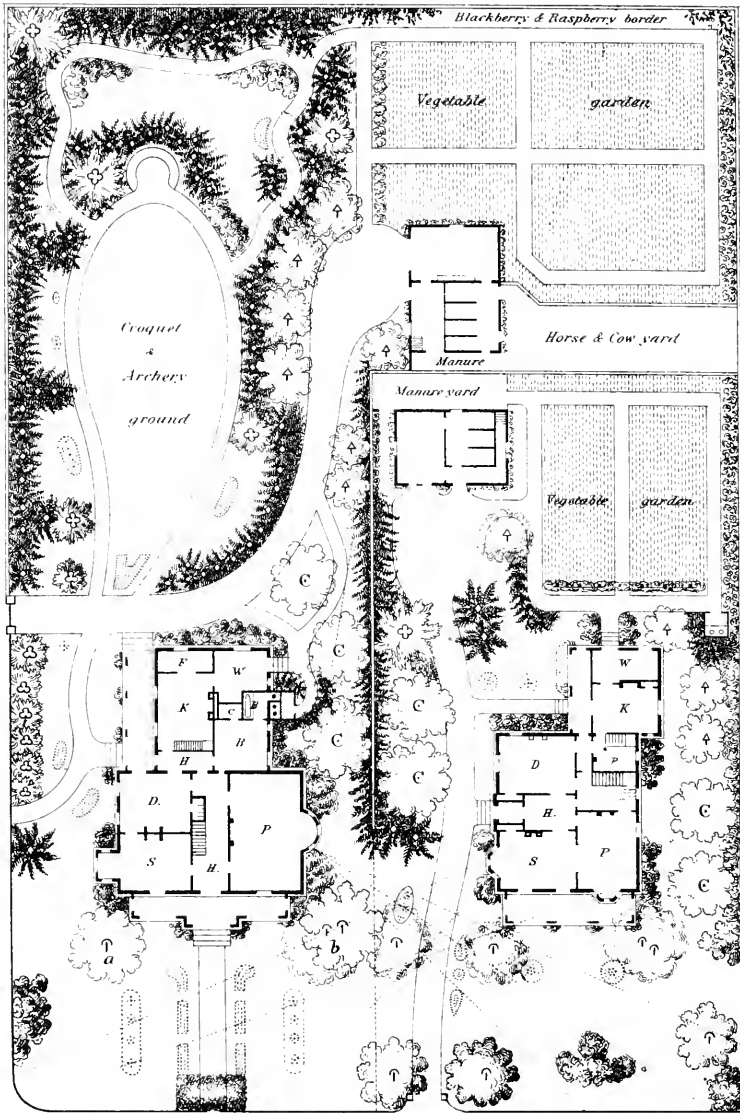 Blackberry & Raspberry border
Vegetable garden
Croquet
&
Archery
ground
Horse & Cow yard
Manure
Manure yard
Vegetable garden
C
C
C
C
F
W
K
C
B
B
H
D.
S
H.
P
a
b
W
K
P
D
H.
S
P
C
C